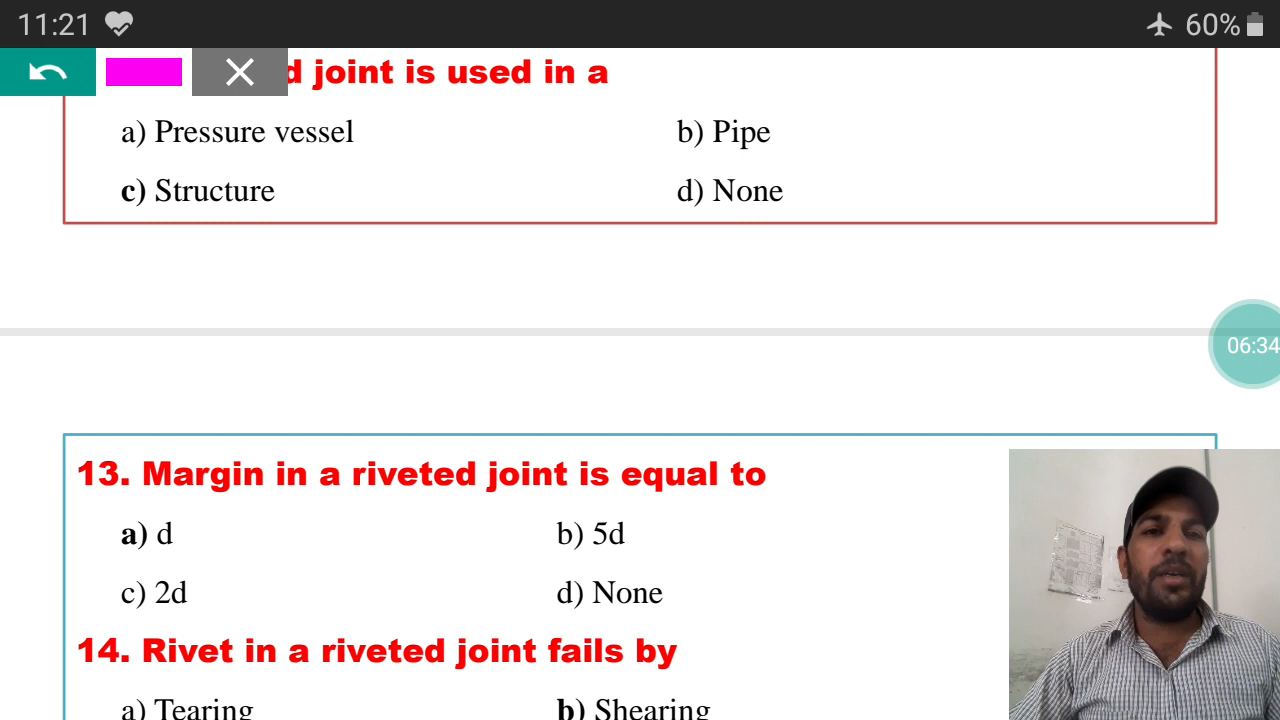 11:21
60%
joint is used in a
a) Pressure vessel
b) Pipe
c) Structure
d) None
06:34
13. Margin in a riveted joint is equal to
a) d
b) 5d
c) 2d
d) None
14. Rivet in a riveted joint fails by
a) Tearing
b) Shearing